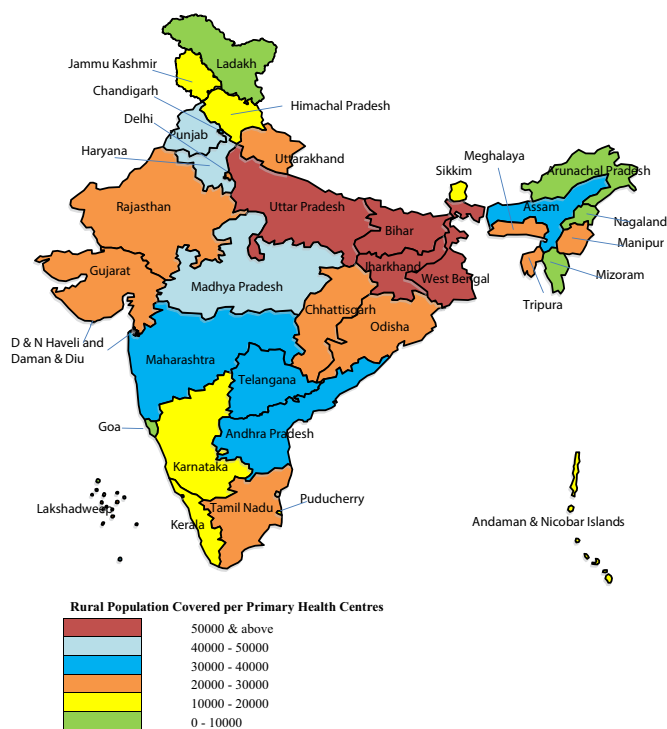 Ladakh
Jammu Kashmir
Chandigarh
Himachal Pradesh
Delhi
Punjab
Haryana
Uttarakhand
Meghalaya
Sikkim
Arunachal Pradesh
Rajasthan
Uttar Pradesh
Assam
Bihar
Nagaland
Manipur
Gujarat
Jharkhand
West Bengal
Mizoram
Madhya Pradesh
Chhattisgarh
Tripura
Odisha
D & N Haveli and
Daman & Diu
Maharashtra
Telangana
Goa
Andhra Pradesh
Karnataka
Lakshadweep
Tamil Nadu
Puducherry
Kerala
Andaman & Nicobar Islands
Rural Population Covered per Primary Health Centres
50000 & above
40000 - 50000
30000 - 40000
20000 - 30000
10000 - 20000
0 - 10000